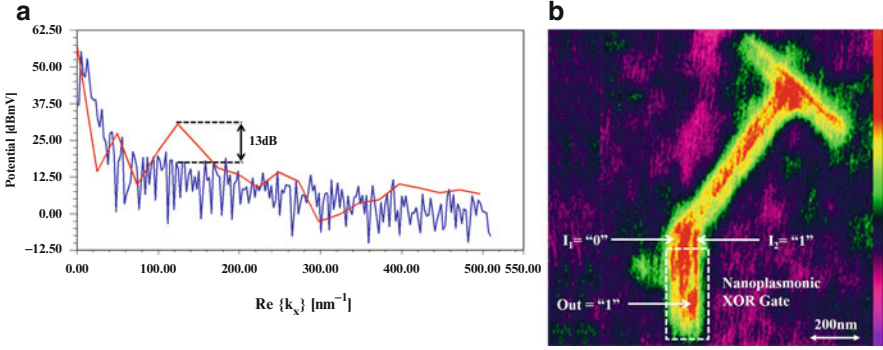 a
62.50
50.00
37.50
25.00
12.50
0.00
−12.50
Potential [dBmV]
13dB
0.00 100.00 200.00 300.00 400.00 500.00 550.00
Re {kₓ} [nm⁻¹]
b
I₁= “0” I₂= “1”
Nanoplasmonic
XOR Gate
Out = “1”
200nm